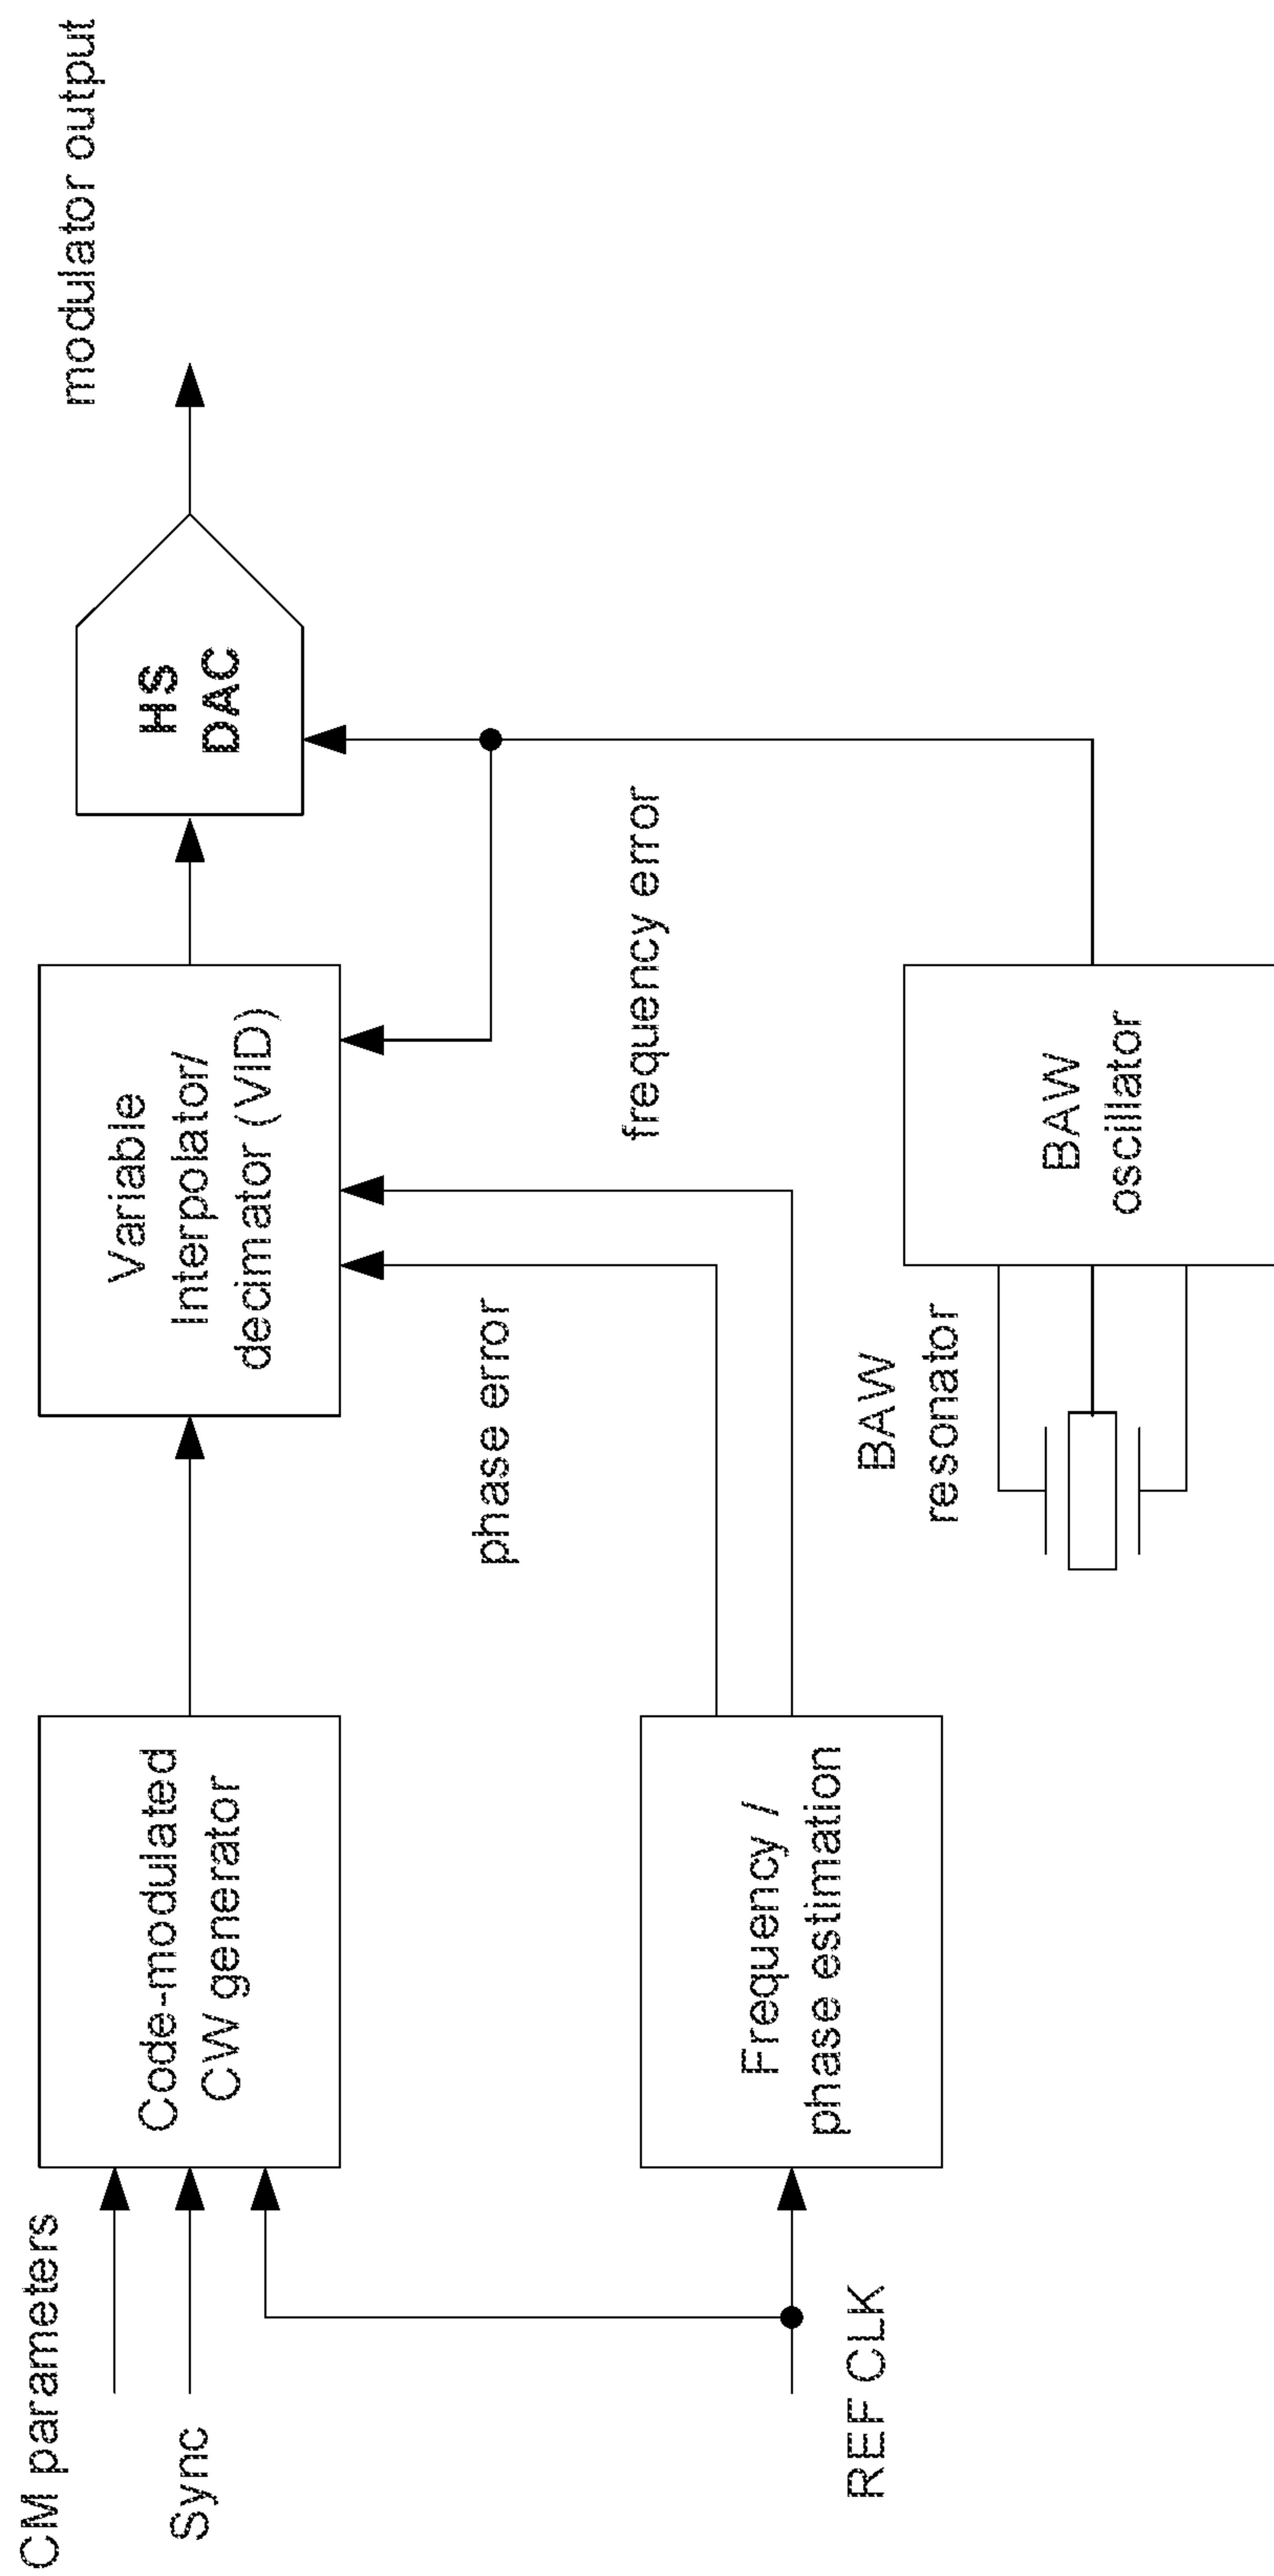 CM parameters
Sync
REF CLK
Code-modulated
CW generator
Frequency /
phase estimation
phase error
frequency error
Variable
Interpolator/
decimator (VID)
HS
DAC
modulator output
BAW
resonator
BAW
oscillator